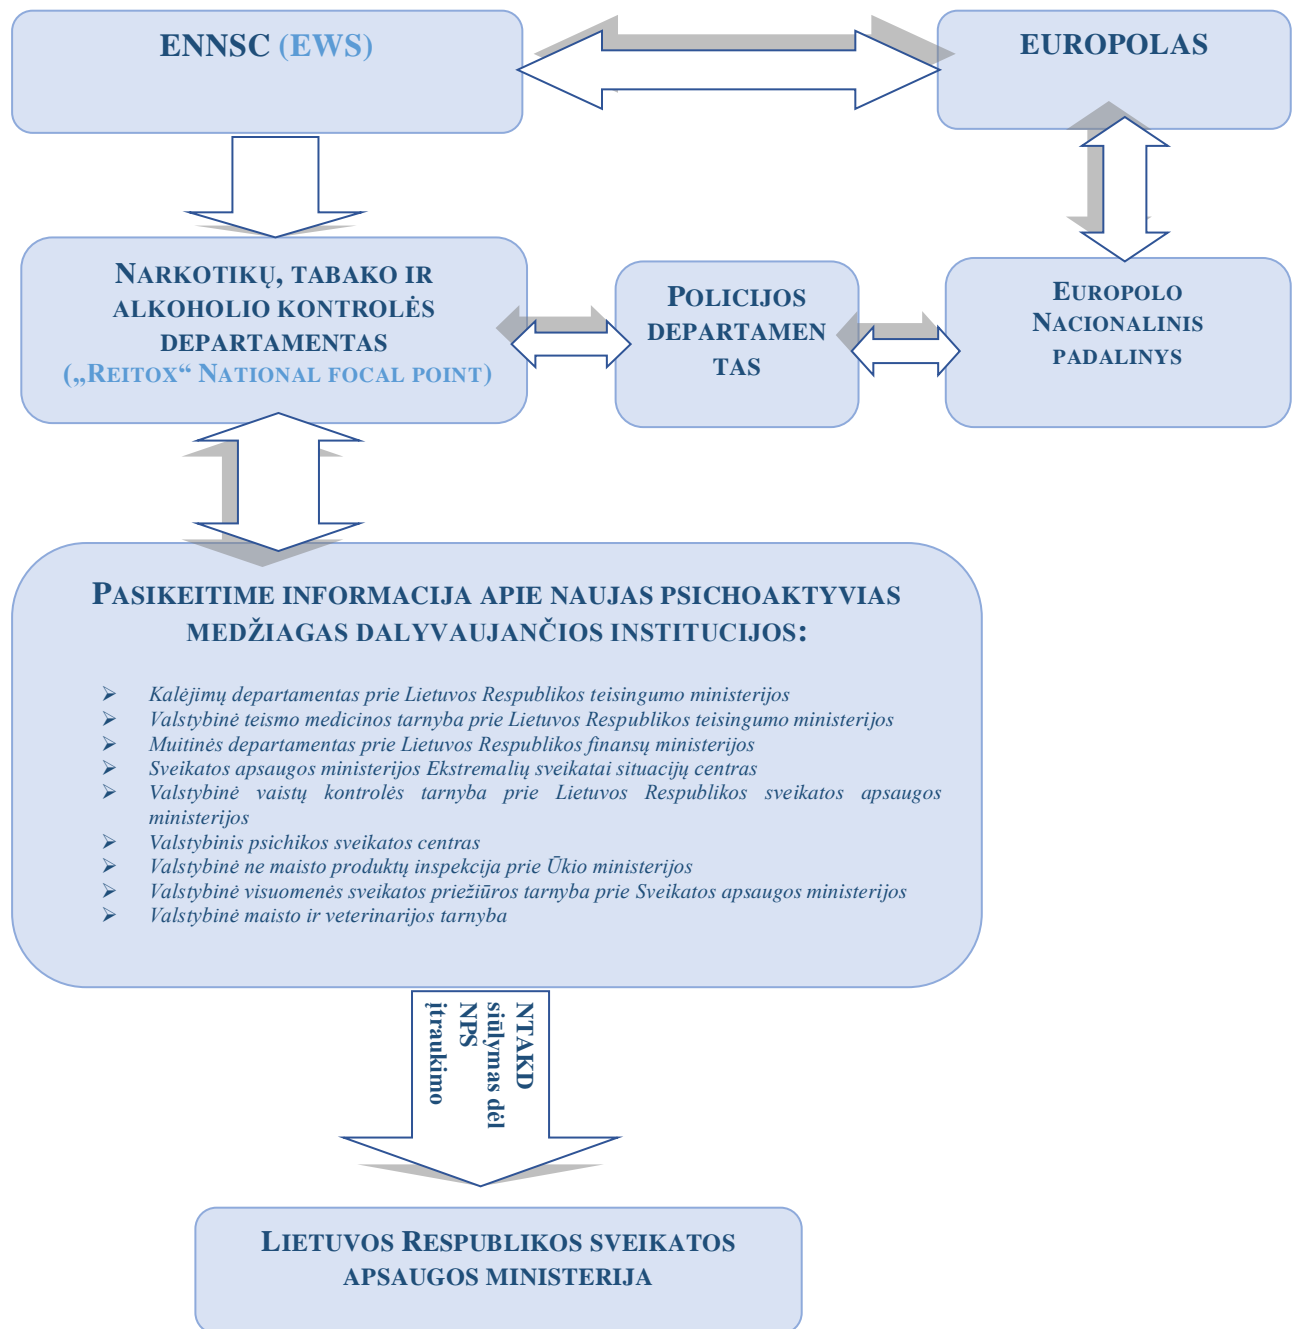 ENNSC (EWS)
EUROPOLAS
NARKOTIKŲ, TABAKO IR
ALKOHOLIO KONTROLĖS
DEPARTAMENTAS
(„REITOX“ NATIONAL FOCAL POINT)
POLICIJOS
DEPARTAMEN
TAS
EUROPOLO
NACIONALINIS
PADALINYS
PASIKEITIME INFORMACIJA APIE NAUJAS PSICHOAKTYVIAS
MEDŽIAGAS DALYVAUJANČIOS INSTITUCIJOS:
➢ Kalėjimų departamentas prie Lietuvos Respublikos teisingumo ministerijos
➢ Valstybinė teismo medicinos tarnyba prie Lietuvos Respublikos teisingumo ministerijos
➢ Muitinės departamentas prie Lietuvos Respublikos finansų ministerijos
➢ Sveikatos apsaugos ministerijos Ekstremalių sveikatai situacijų centras
➢ Valstybinė vaistų kontrolės tarnyba prie Lietuvos Respublikos sveikatos apsaugos
ministerijos
➢ Valstybinis psichikos sveikatos centras
➢ Valstybinė ne maisto produktų inspekcija prie Ūkio ministerijos
➢ Valstybinė visuomenės sveikatos priežiūros tarnyba prie Sveikatos apsaugos ministerijos
➢ Valstybinė maisto ir veterinarijos tarnyba
NTAKD
siūlymas dėl
NPS
įtraukimo
LIETUVOS RESPUBLIKOS SVEIKATOS
APSAUGOS MINISTERIJA